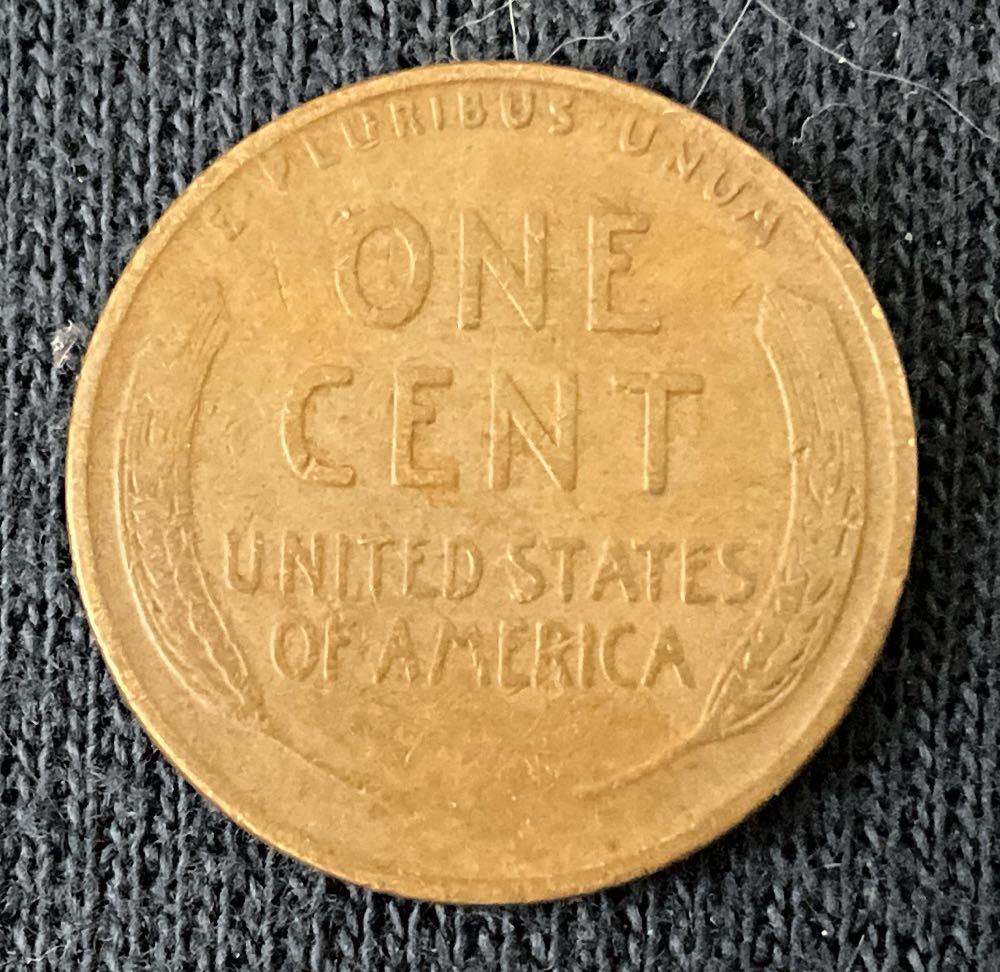 E PLURIBUS UNUM
ONE
CENT
UNITED STATES
OF AMERICA